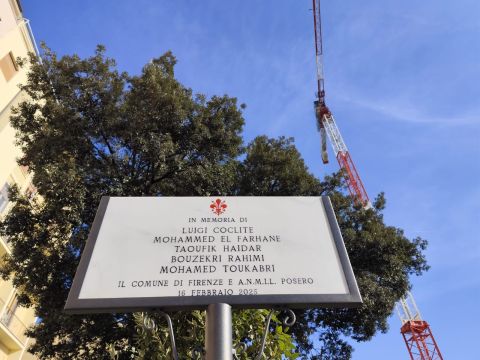 IN MEMORIA DI
LUIGI COCLITE
MOHAMMED EL FARHANE
TAOUFIK HAIDAR
BOUZEKRI RAHIMI
MOHAMED TOUKABRI
IL COMUNE DI FIRENZE E A.N.M.I.L. POSERO
16 FEBBRAIO 2025